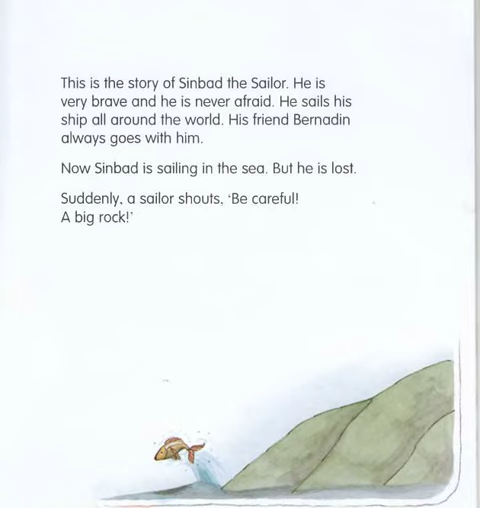 This is the story of Sinbad the Sailor. He is
very brave and he is never afraid. He sails his
ship all around the world. His friend Bernadin
always goes with him.
Now Sinbad is sailing in the sea. But he is lost.
Suddenly, a sailor shouts, ‘Be careful!
A big rock!’